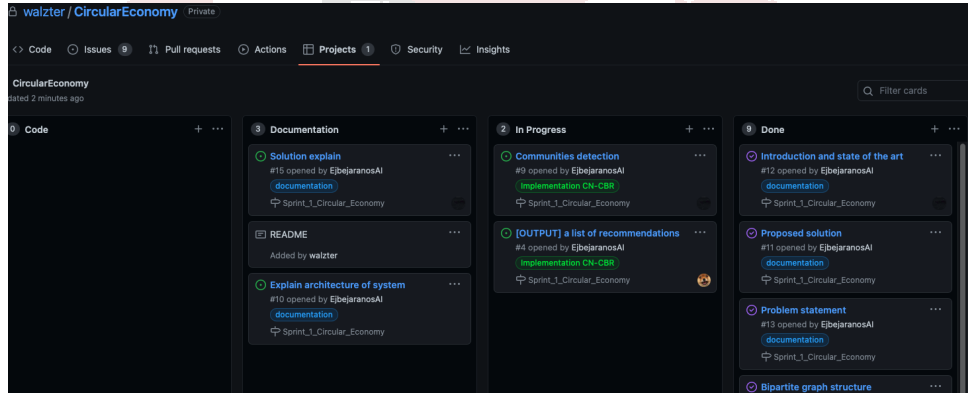 walzter / CircularEconomy Private
Code Issues 9 Pull requests Actions Projects 1 Security Insights
CircularEconomy
dated 2 minutes ago
Filter cards
0 Code
3 Documentation
Solution explain
#15 opened by EjbejaranosAI
documentation
Sprint_1_Circular_Economy
README
Added by walzter
Explain architecture of system
#10 opened by EjbejaranosAI
documentation
Sprint_1_Circular_Economy
2 In Progress
Communities detection
#9 opened by EjbejaranosAI
Implementation CN-CBR
Sprint_1_Circular_Economy
[OUTPUT] a list of recommendations
#4 opened by EjbejaranosAI
Implementation CN-CBR
Sprint_1_Circular_Economy
9 Done
Introduction and state of the art
#12 opened by EjbejaranosAI
documentation
Sprint_1_Circular_Economy
Proposed solution
#11 opened by EjbejaranosAI
documentation
Sprint_1_Circular_Economy
Problem statement
#13 opened by EjbejaranosAI
documentation
Sprint_1_Circular_Economy
Bipartite graph structure